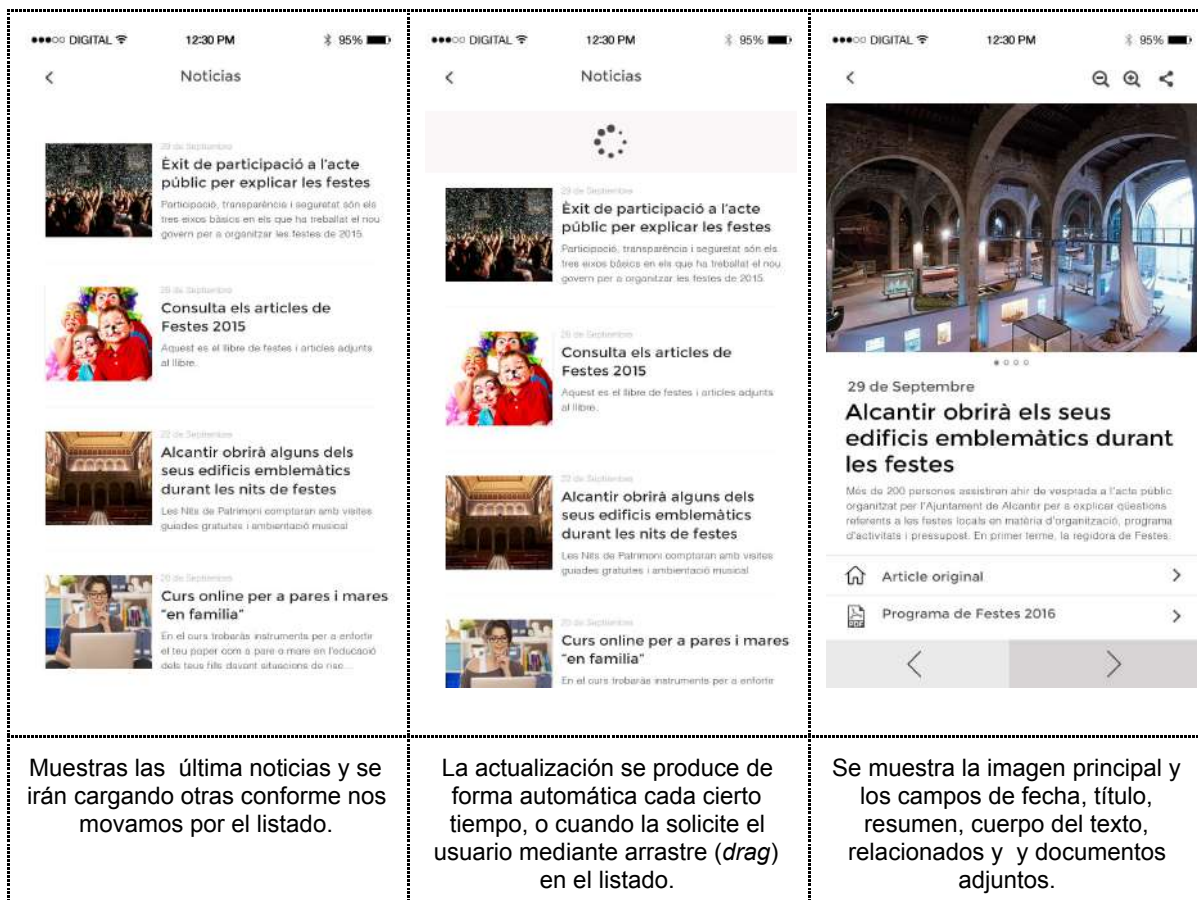 ●●●○○ DIGITAL 12:30 PM 95%
Noticias
29 de Septembre
Èxit de participació a l'acte
públic per explicar les festes
Participació, transparència i seguretat són els
tres eixos bàsics en els que ha treballat el nou
govern per a organitzar les festes de 2015.
Consulta els articles de
Festes 2015
Aquest es el llibre de festes i articles adjunts
al llibre.
Alcantir obrirà alguns dels
seus edificis emblemàtics
durant les nits de festes
Les Nits de Patrimoni comptaran amb visites
guiades gratuïtes i ambientació musical
Curs online per a pares i mares
"en familia"
En el curs trobaràs instruments per a enfortir
el teu paper com a pare o mare en l'educació
dels teus fills davant situacions de risc...
Muestras las última noticias y se
irán cargando otras conforme nos
movamos por el listado.
●●●○○ DIGITAL 12:30 PM 95%
Noticias
29 de Septembre
Èxit de participació a l'acte
públic per explicar les festes
Participació, transparència i seguretat són els
tres eixos bàsics en els que ha treballat el nou
govern per a organitzar les festes de 2015.
Consulta els articles de
Festes 2015
Aquest es el llibre de festes i articles adjunts
al llibre.
Alcantir obrirà alguns dels
seus edificis emblemàtics
durant les nits de festes
Les Nits de Patrimoni comptaran amb visites
guiades gratuïtes i ambientació musical
Curs online per a pares i mares
"en familia"
En el curs trobaràs instruments per a enfortir
La actualización se produce de
forma automática cada cierto
tiempo, o cuando la solicite el
usuario mediante arrastre (drag)
en el listado.
●●●○○ DIGITAL 12:30 PM 95%
29 de Septembre
Alcantir obrirà els seus
edificis emblemàtics durant
les festes
Més de 200 persones assistiren ahir de vesprada a l'acte públic
organitzat per l'Ajuntament de Alcantir per a explicar qüestions
referents a les festes locals en matèria d'organització, programa
d'activitats i pressupost. En primer terme, la regidora de Festes,
Article original
PDF
Programa de Festes 2016
Se muestra la imagen principal y
los campos de fecha, título,
resumen, cuerpo del texto,
relacionados y y documentos
adjuntos.